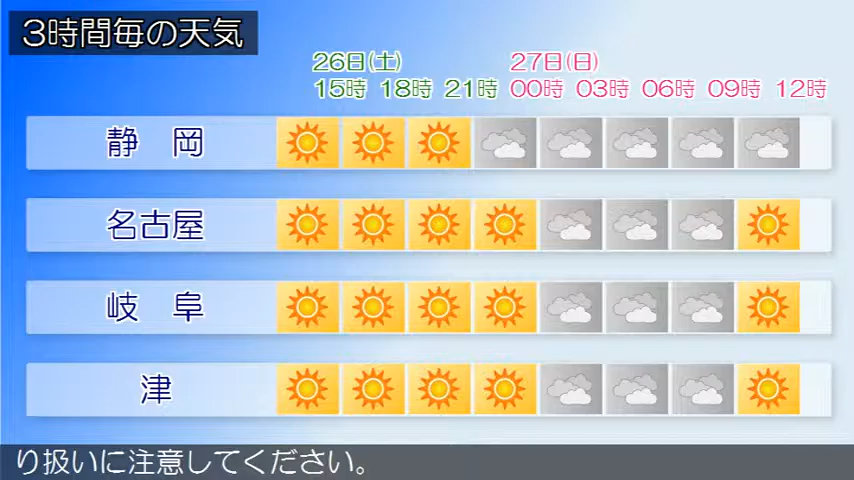 3時間毎の天気
26日(土) 27日(日)
15時 18時 21時 00時 03時 06時 09時 12時
静 岡
名古屋
岐 阜
津
り扱いに注意してください。